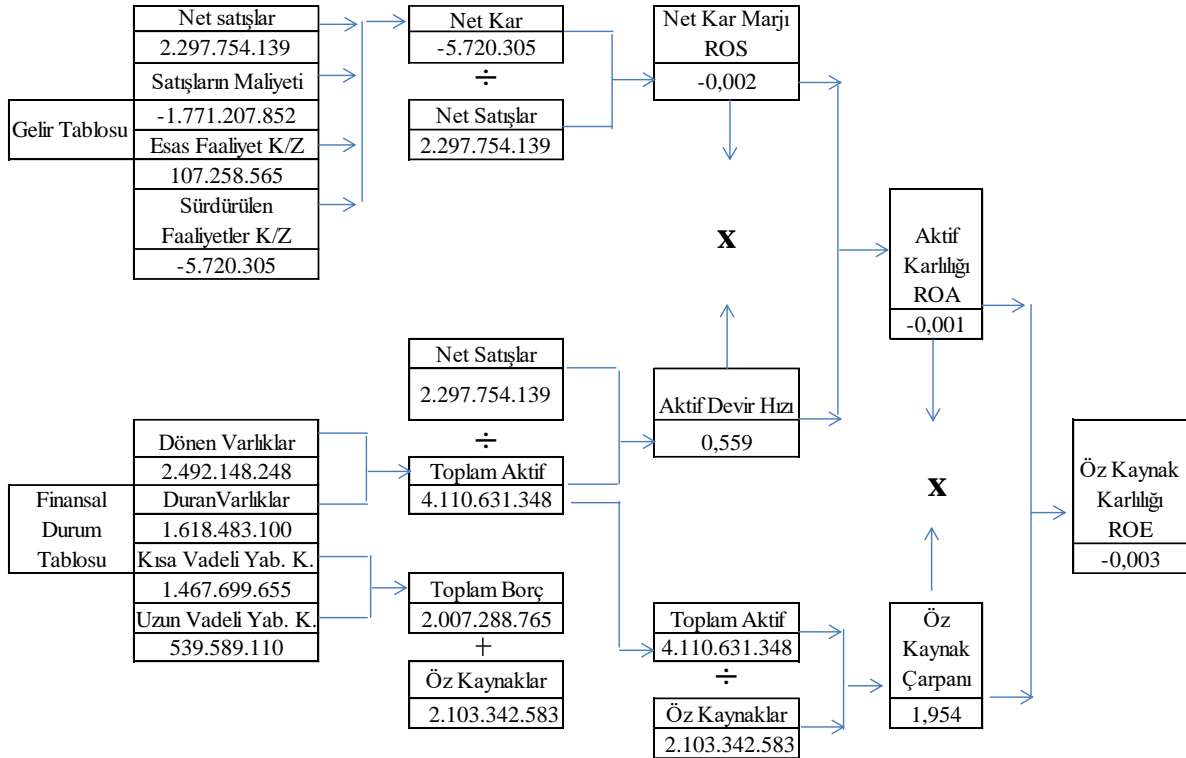 Net satışlar
2.297.754.139
Satışların Maliyeti
-1.771.207.852
Gelir Tablosu
Esas Faaliyet K/Z
107.258.565
Sürdürülen
Faaliyetler K/Z
-5.720.305
Net Kar
-5.720.305
÷
Net Satışlar
2.297.754.139
Net Kar Marjı
ROS
-0,002
x
Aktif
Karlılığı
ROA
-0,001
Net Satışlar
2.297.754.139
÷
Toplam Aktif
4.110.631.348
Aktif Devir Hızı
0,559
Finansal
Durum
Tablosu
Dönen Varlıklar
2.492.148.248
DuranVarlıklar
1.618.483.100
Kısa Vadeli Yab. K.
1.467.699.655
Uzun Vadeli Yab. K.
539.589.110
Toplam Borç
2.007.288.765
+
Öz Kaynaklar
2.103.342.583
Toplam Aktif
4.110.631.348
÷
Öz Kaynaklar
2.103.342.583
x
Öz
Kaynak
Çarpanı
1,954
Öz Kaynak
Karlılığı
ROE
-0,003